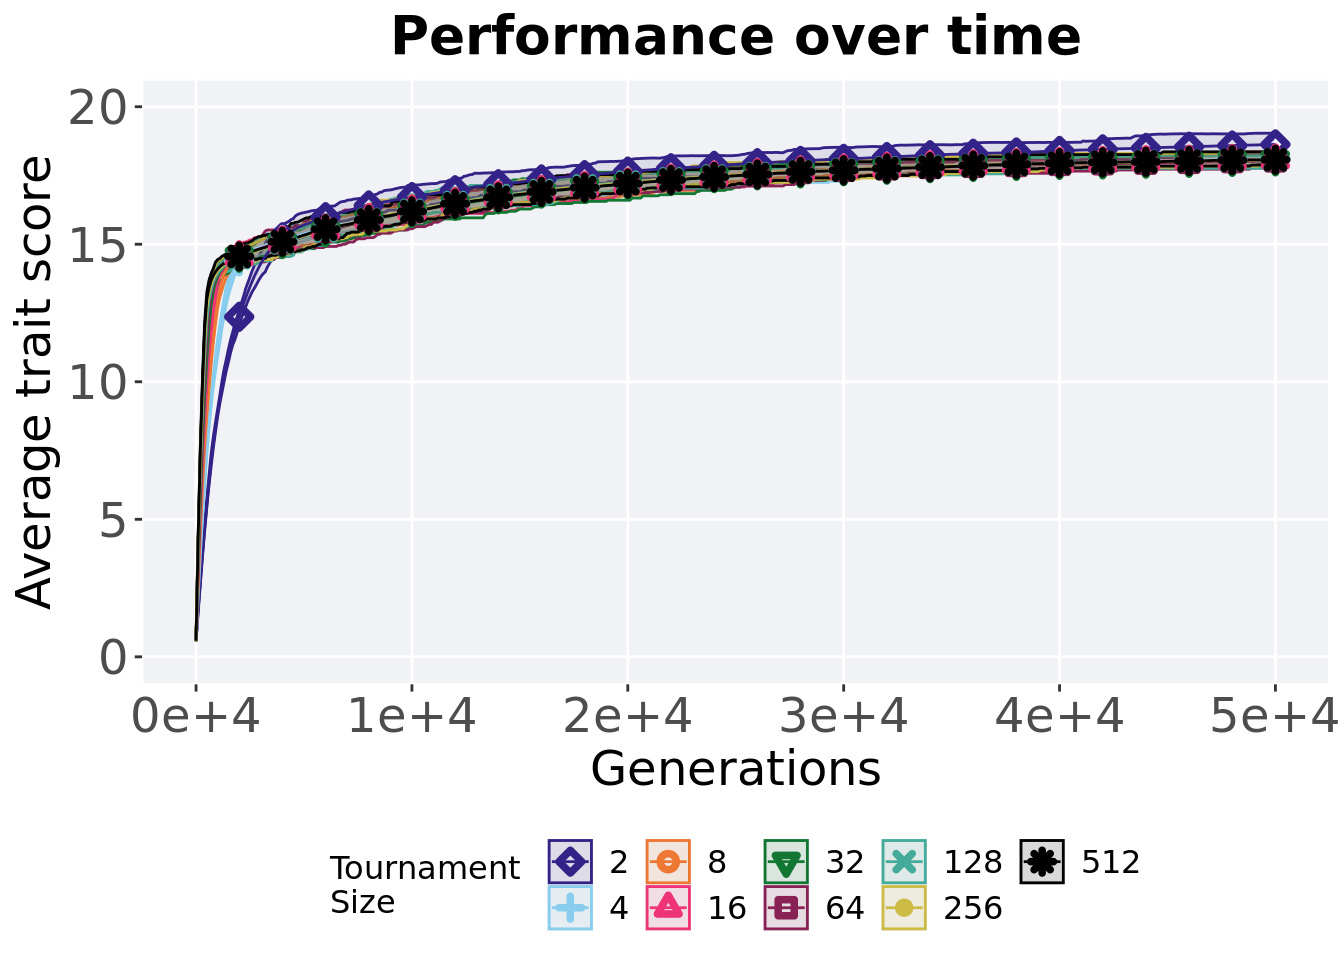 Performance over time
Average trait score
20
15
10
5
0
0e+4 1e+4 2e+4 3e+4 4e+4 5e+4
Generations
Tournament
Size
2 8 32 128 512
4 16 64 256